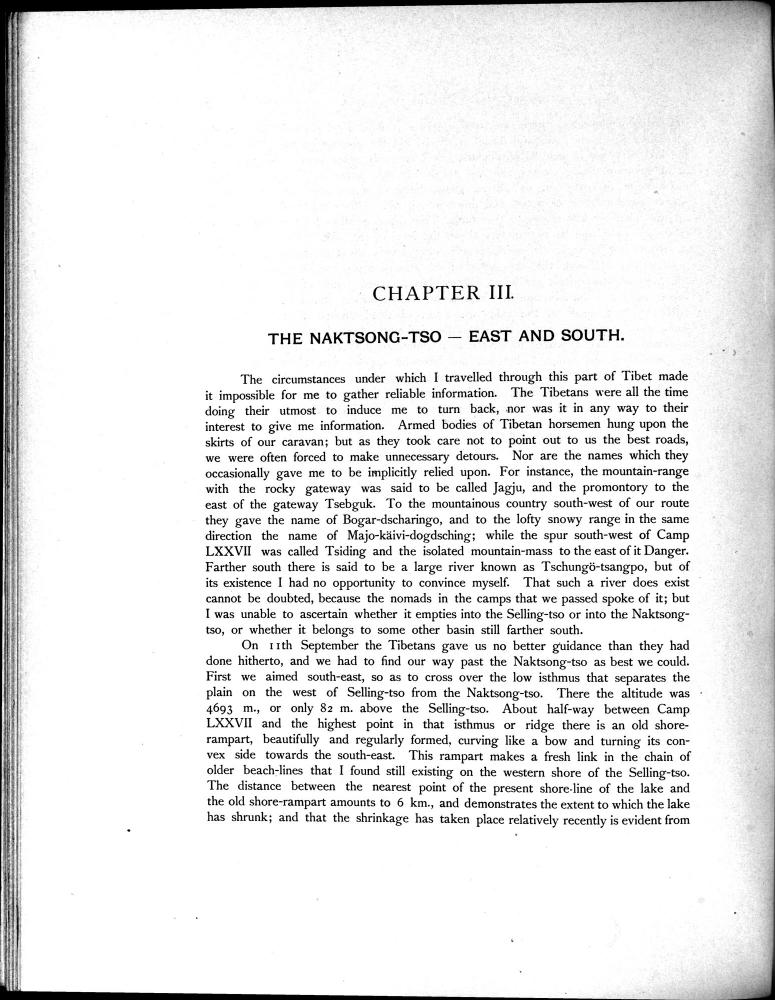 CHAPTER III.
THE NAKTSONG-TSO — EAST AND SOUTH.
The circumstances under which I travelled through this part of Tibet made
it impossible for me to gather reliable information. The Tibetans were all the time
doing their utmost to induce me to turn back, nor was it in any way to their
interest to give me information. Armed bodies of Tibetan horsemen hung upon the
skirts of our caravan; but as they took care not to point out to us the best roads,
we were often forced to make unnecessary detours. Nor are the names which they
occasionally gave me to be implicitly relied upon. For instance, the mountain-range
with the rocky gateway was said to be called Jagju, and the promontory to the
east of the gateway Tsebguk. To the mountainous country south-west of our route
they gave the name of Bogar-dscharingo, and to the lofty snowy range in the same
direction the name of Majo-käivi-dogdsching; while the spur south-west of Camp
LXXVII was called Tsiding and the isolated mountain-mass to the east of it Danger.
Farther south there is said to be a large river known as Tschungö-tsangpo, but of
its existence I had no opportunity to convince myself. That such a river does exist
cannot be doubted, because the nomads in the camps that we passed spoke of it; but
I was unable to ascertain whether it empties into the Selling-tso or into the Naktsong-
tso, or whether it belongs to some other basin still farther south.
On 11th September the Tibetans gave us no better guidance than they had
done hitherto, and we had to find our way past the Naktsong-tso as best we could.
First we aimed south-east, so as to cross over the low isthmus that separates the
plain on the west of Selling-tso from the Naktsong-tso. There the altitude was
4693 m., or only 82 m. above the Selling-tso. About half-way between Camp
LXXVII and the highest point in that isthmus or ridge there is an old shore-
rampart, beautifully and regularly formed, curving like a bow and turning its con-
vex side towards the south-east. This rampart makes a fresh link in the chain of
older beach-lines that I found still existing on the western shore of the Selling-tso.
The distance between the nearest point of the present shore-line of the lake and
the old shore-rampart amounts to 6 km., and demonstrates the extent to which the lake
has shrunk; and that the shrinkage has taken place relatively recently is evident from